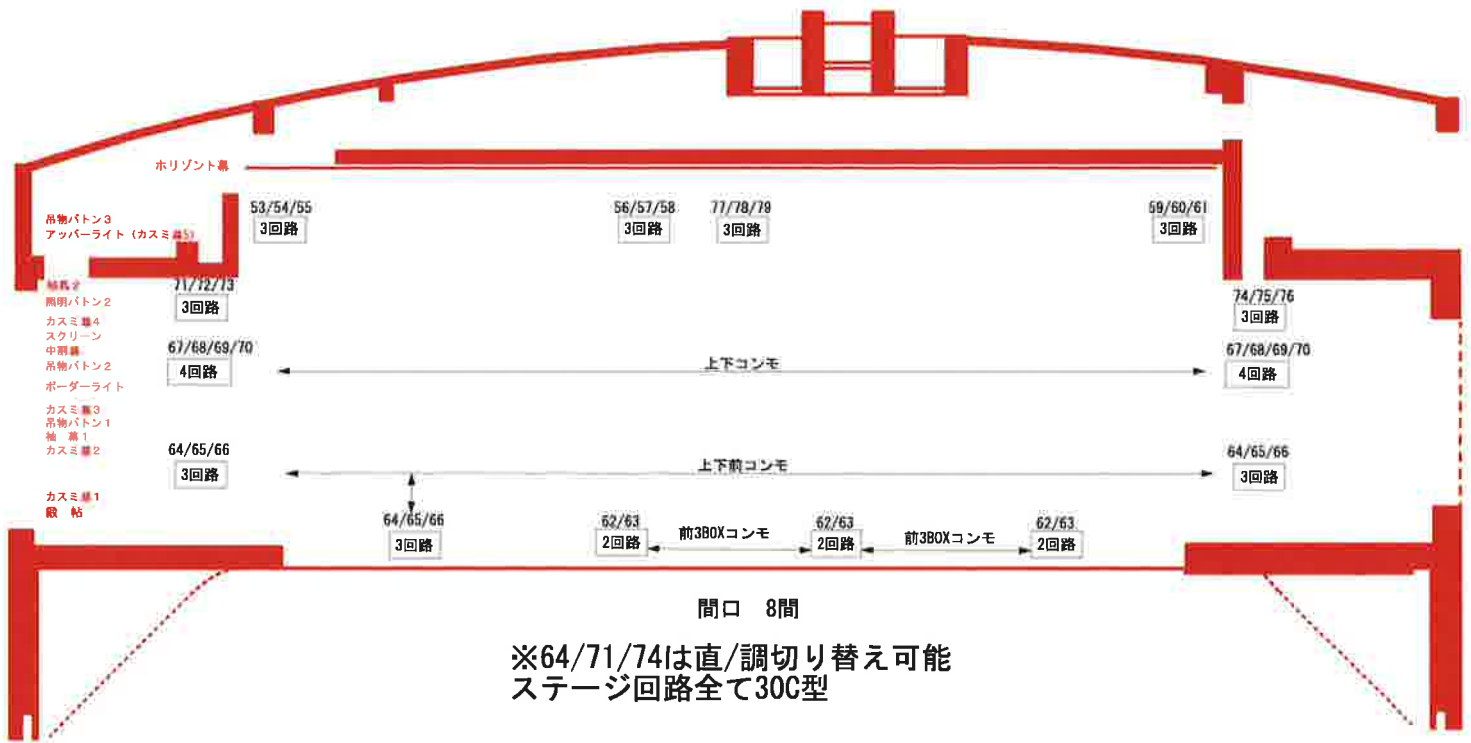 ホリゾント幕
53/54/55
3回路
56/57/58
3回路
77/78/79
3回路
59/60/61
3回路
吊物バトン3
アッパーライト(カスミ幕5)
袖幕2
照明バトン2
カスミ幕4
スクリーン
中割幕
吊物バトン2
ボーダーライト
カスミ幕3
吊物バトン1
袖 幕1
カスミ幕2
カスミ幕1
緞 帖
71/72/73
3回路
74/75/76
3回路
67/68/69/70
4回路
上下コンモ
67/68/69/70
4回路
64/65/66
3回路
上下前コンモ
64/65/66
3回路
64/65/66
3回路
62/63
2回路
前3BOXコンモ
62/63
2回路
前3BOXコンモ
62/63
2回路
間口 8間
※64/71/74は直/調切り替え可能
ステージ回路全て30C型